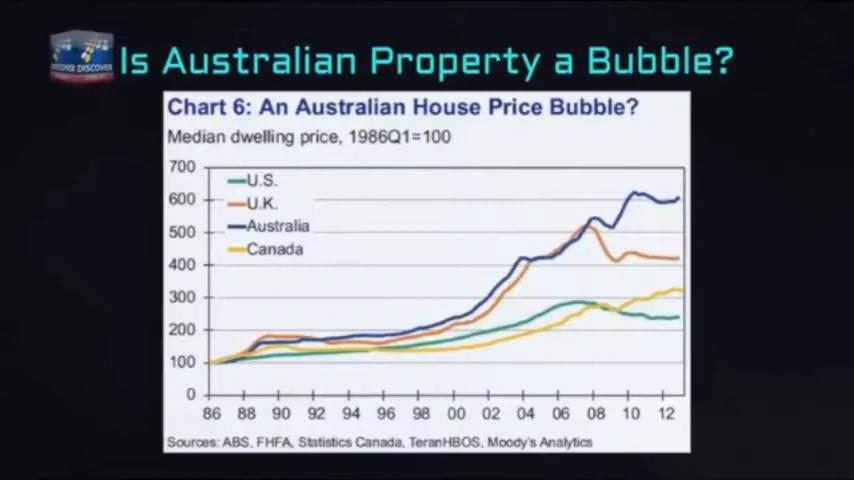 DISCOVER
Is Australian Property a Bubble?
Chart 6: An Australian House Price Bubble?
Median dwelling price, 1986Q1=100
700
600
500
400
300
200
100
0
U.S.
U.K.
Australia
Canada
86 88 90 92 94 96 98 00 02 04 06 08 10 12
Sources: ABS, FHFA, Statistics Canada, TeranHBOS, Moody's Analytics